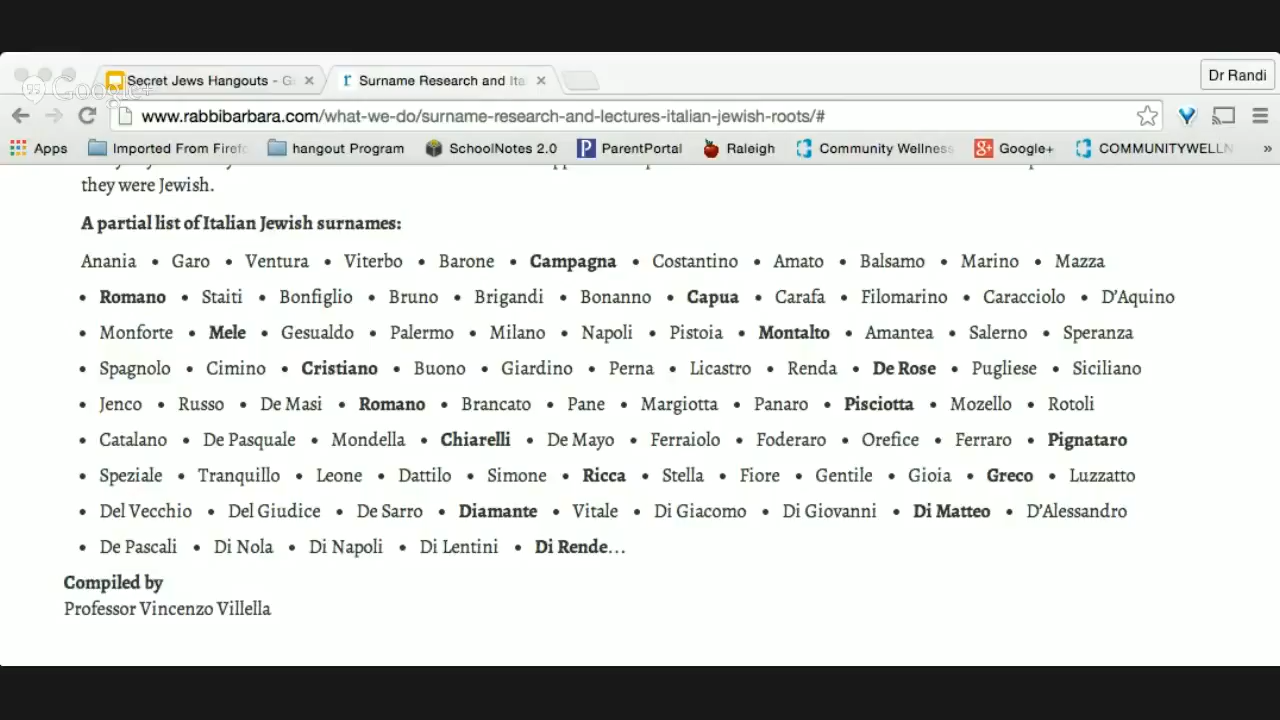 Secret Jews Hangouts - G
Surname Research and Ita
Dr Randi
Google+
www.rabbibarbara.com/what-we-do/surname-research-and-lectures-italian-jewish-roots/#
Apps Imported From Firefo hangout Program SchoolNotes 2.0 ParentPortal Raleigh Community Wellness Google+ COMMUNITYWELLN »
they were Jewish.
A partial list of Italian Jewish surnames:
Anania • Garo • Ventura • Viterbo • Barone • Campagna • Costantino • Amato • Balsamo • Marino • Mazza
• Romano • Staiti • Bonfiglio • Bruno • Brigandi • Bonanno • Capua • Carafa • Filomarino • Caracciolo • D’Aquino
• Monforte • Mele • Gesualdo • Palermo • Milano • Napoli • Pistoia • Montalto • Amantea • Salerno • Speranza
• Spagnolo • Cimino • Cristiano • Buono • Giardino • Perna • Licastro • Renda • De Rose • Pugliese • Siciliano
• Jenco • Russo • De Masi • Romano • Brancato • Pane • Margiotta • Panaro • Pisciotta • Mozello • Rotoli
• Catalano • De Pasquale • Mondella • Chiarelli • De Mayo • Ferraiolo • Foderaro • Orefice • Ferraro • Pignataro
• Speziale • Tranquillo • Leone • Dattilo • Simone • Ricca • Stella • Fiore • Gentile • Gioia • Greco • Luzzatto
• Del Vecchio • Del Giudice • De Sarro • Diamante • Vitale • Di Giacomo • Di Giovanni • Di Matteo • D’Alessandro
• De Pascali • Di Nola • Di Napoli • Di Lentini • Di Rende…
Compiled by
Professor Vincenzo Villella